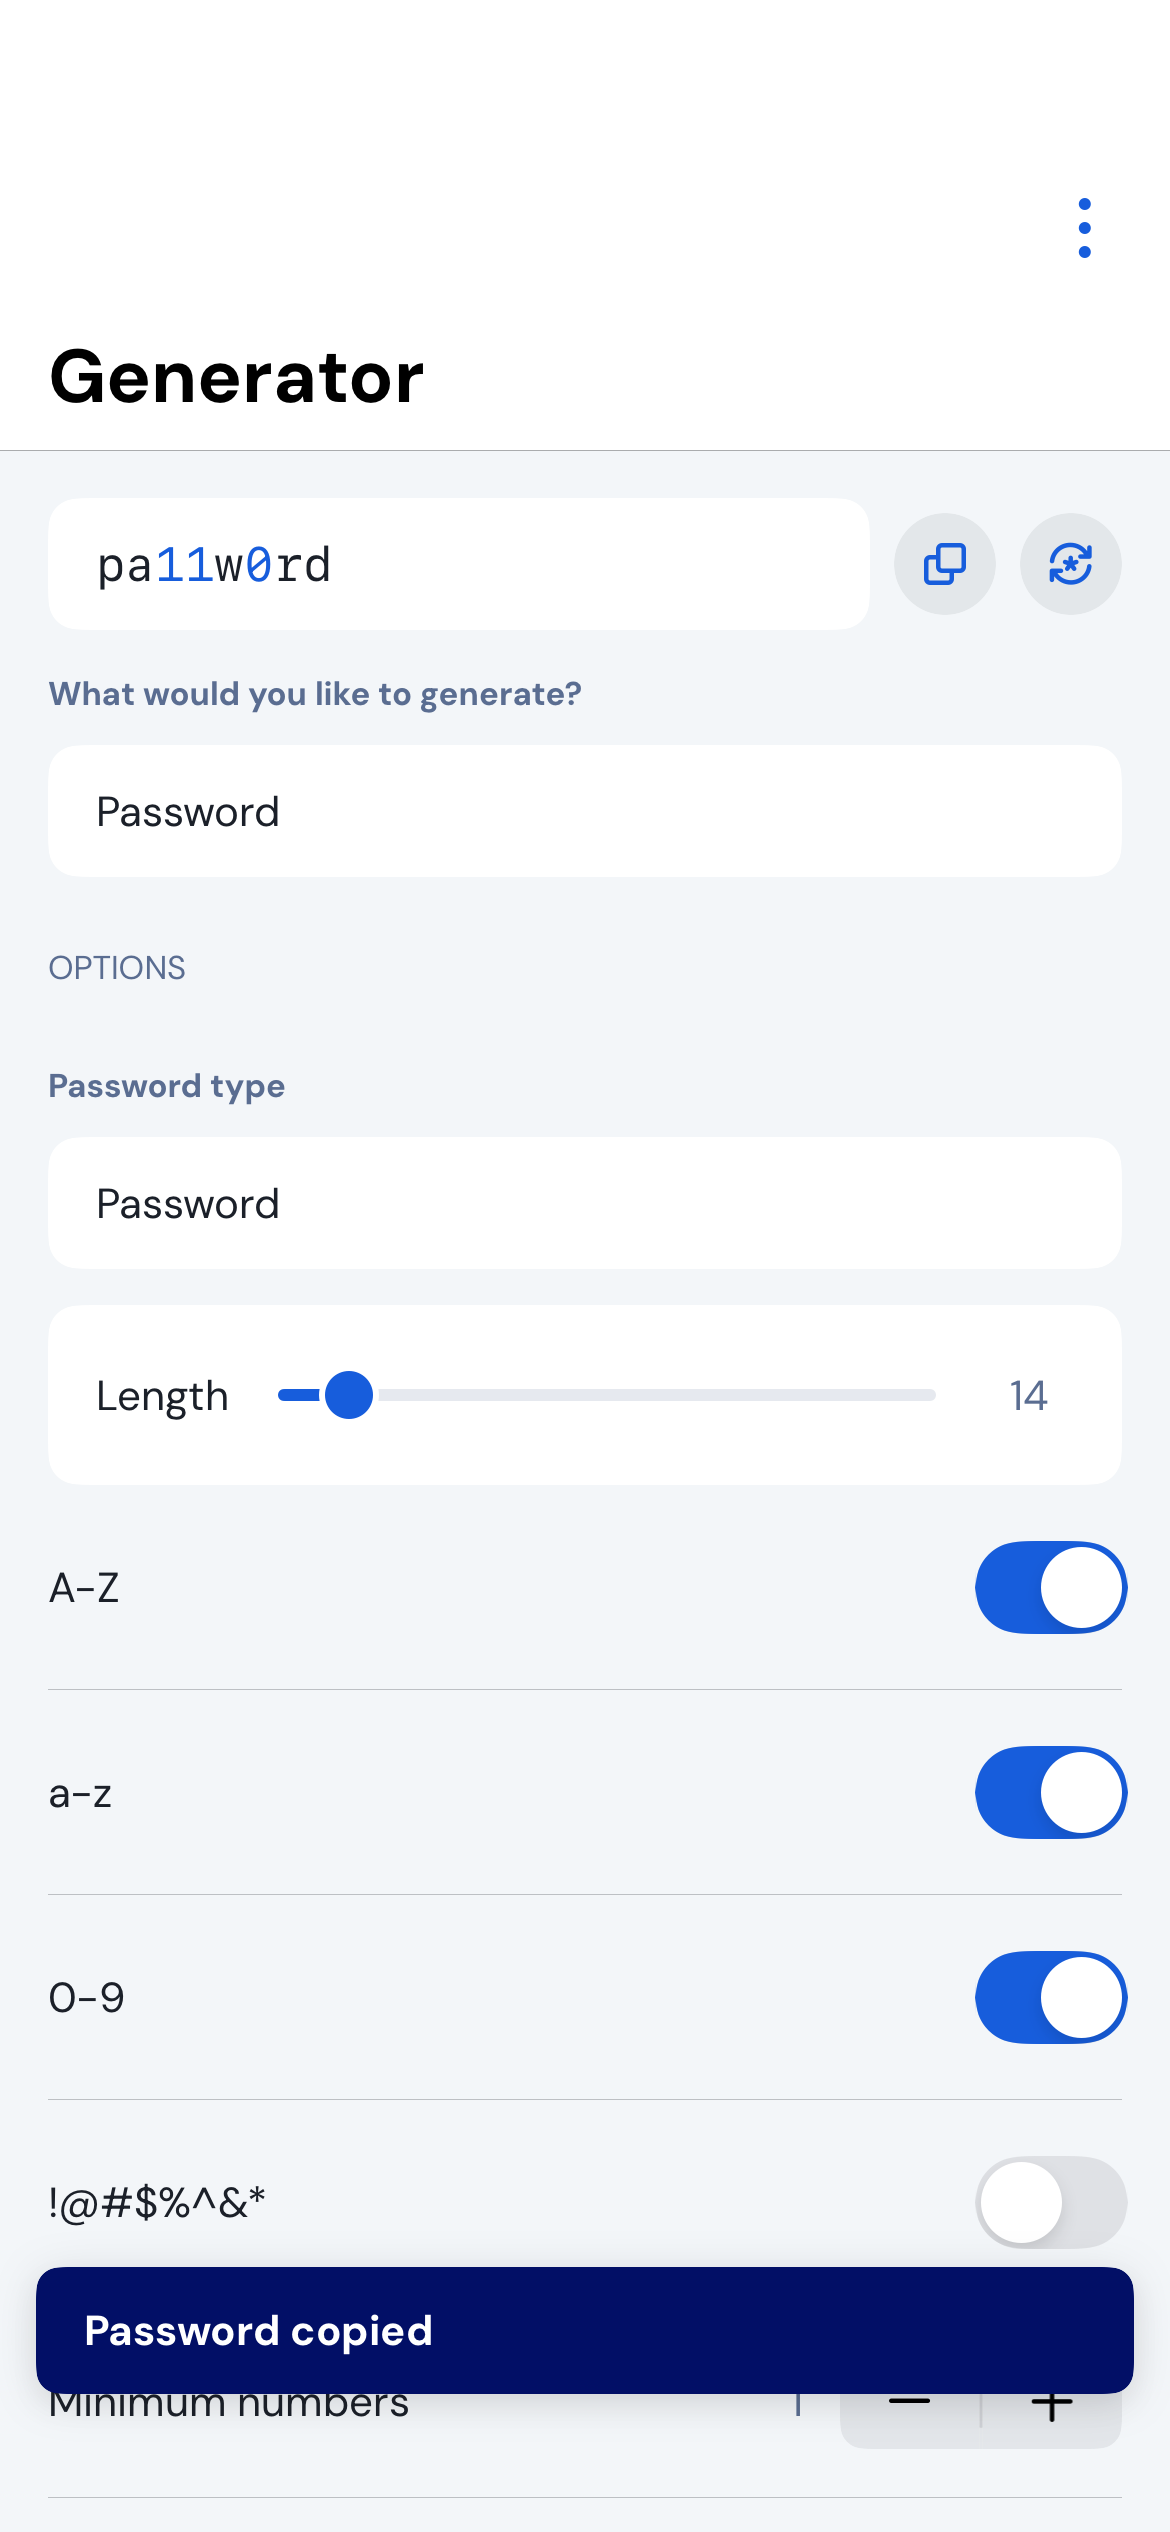 Generator
pa11w0rd
What would you like to generate?
Password
OPTIONS
Password type
Password
Length 14
A-Z
a-z
0-9
!@#$%^&*
Password copied
Minimum numbers 1